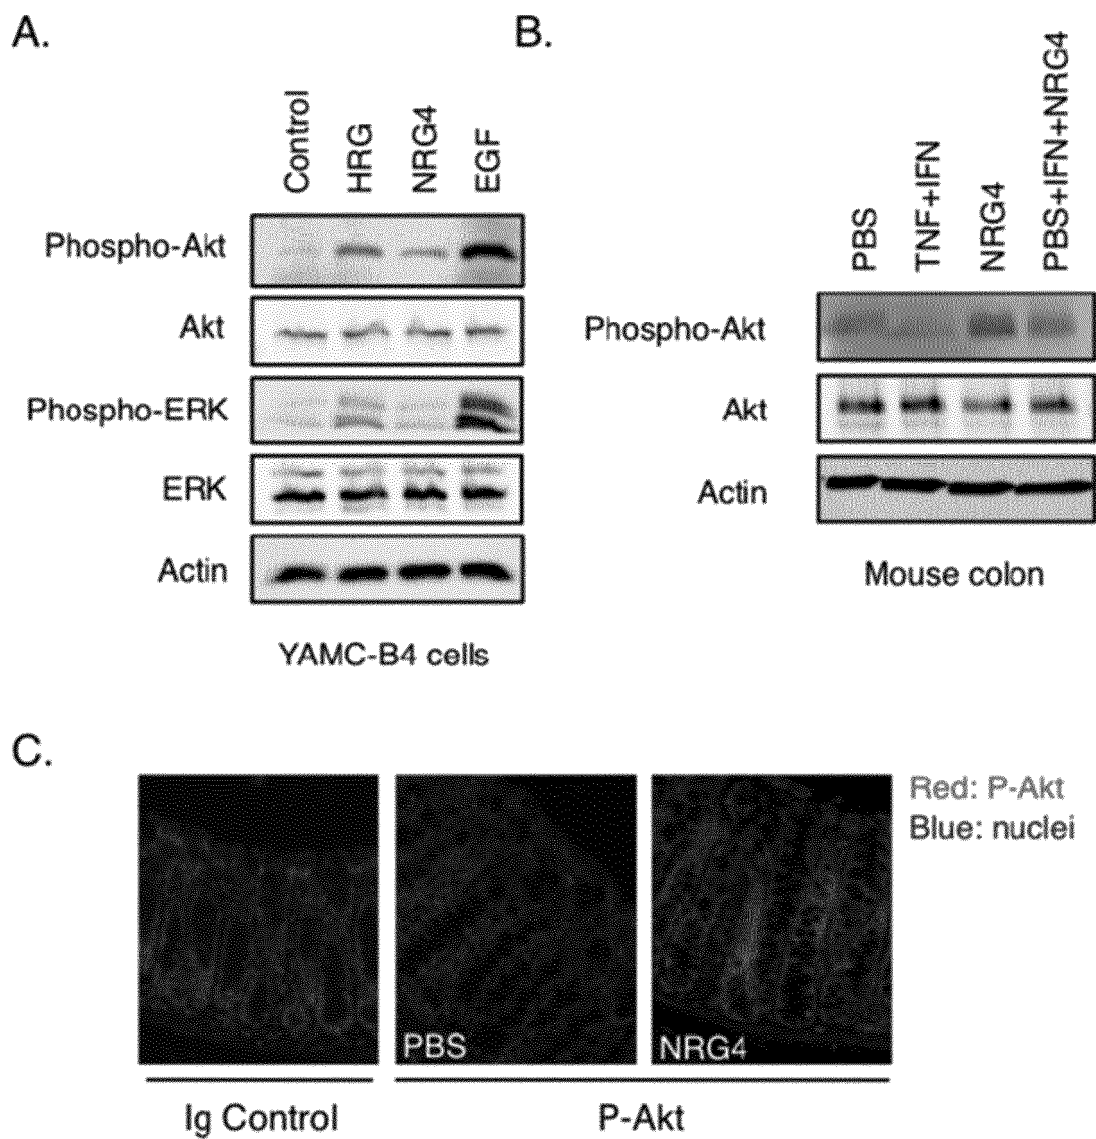 A.
Control
HRG
NRG4
EGF
Phospho-Akt
Akt
Phospho-ERK
ERK
Actin
YAMC-B4 cells
B.
PBS
TNF+IFN
NRG4
PBS+IFN+NRG4
Phospho-Akt
Akt
Actin
Mouse colon
C.
PBS
NRG4
Red: P-Akt
Blue: nuclei
Ig Control
P-Akt